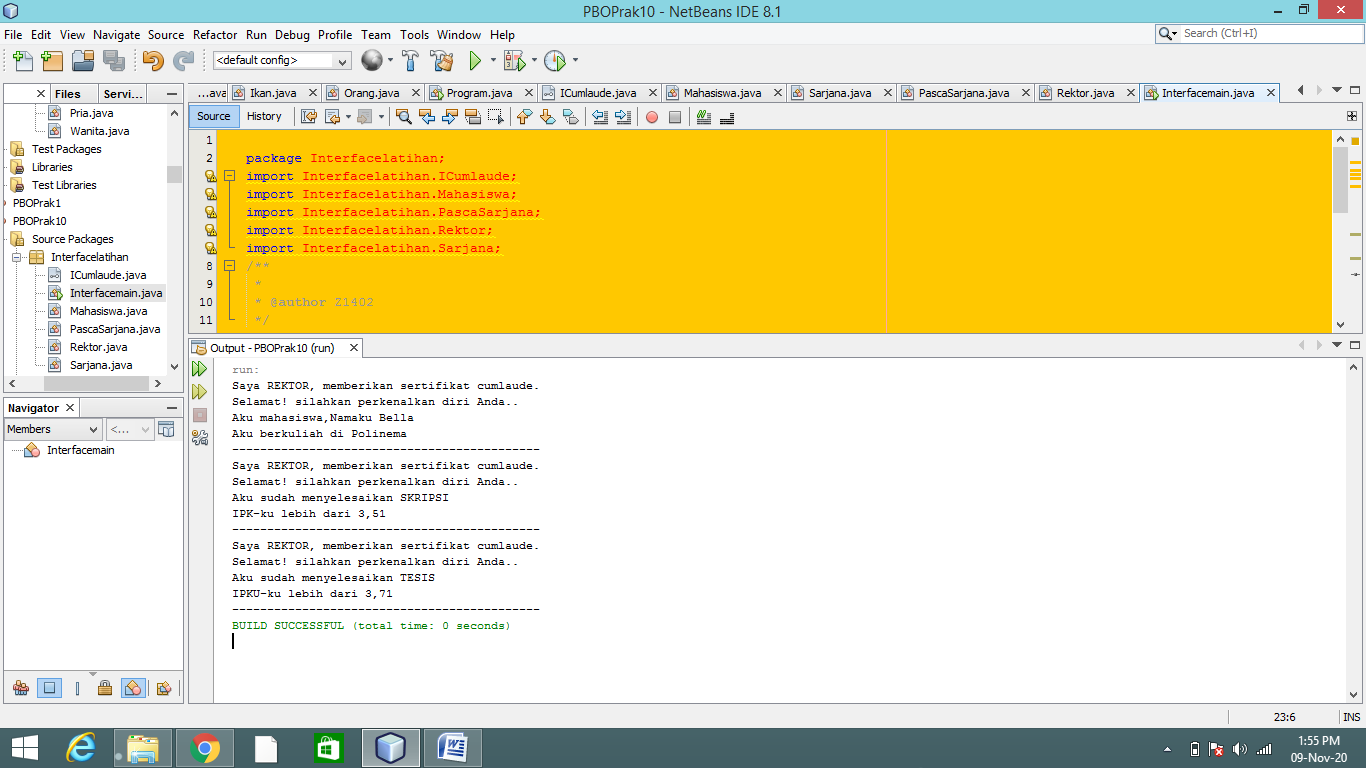 PBOPrak10 - NetBeans IDE 8.1
File Edit View Navigate Source Refactor Run Debug Profile Team Tools Window Help
Search (Ctrl+I)
<default config>
Files Servi...
...ava Ikan.java Orang.java Program.java ICumlaude.java Mahasiswa.java Sarjana.java PascaSarjana.java Rektor.java Interfacemain.java
Source History
Pria.java
Wanita.java
Test Packages
Libraries
Test Libraries
PBOPrak1
PBOPrak10
Source Packages
Interfacelatihan
ICumlaude.java
Interfacemain.java
Mahasiswa.java
PascaSarjana.java
Rektor.java
Sarjana.java
1
2 package Interfacelatihan;
import Interfacelatihan.ICumlaude;
import Interfacelatihan.Mahasiswa;
import Interfacelatihan.PascaSarjana;
import Interfacelatihan.Rektor;
import Interfacelatihan.Sarjana;
8 /**
9 *
10 * @author Z1402
11 */
Navigator
Members <...
Interfacemain
Output - PBOPrak10 (run)
run:
Saya REKTOR, memberikan sertifikat cumlaude.
Selamat! silahkan perkenalkan diri Anda..
Aku mahasiswa,Namaku Bella
Aku berkuliah di Polinema
--------------------------------------------
Saya REKTOR, memberikan sertifikat cumlaude.
Selamat! silahkan perkenalkan diri Anda..
Aku sudah menyelesaikan SKRIPSI
IPK-ku lebih dari 3,51
--------------------------------------------
Saya REKTOR, memberikan sertifikat cumlaude.
Selamat! silahkan perkenalkan diri Anda..
Aku sudah menyelesaikan TESIS
IPKU-ku lebih dari 3,71
--------------------------------------------
BUILD SUCCESSFUL (total time: 0 seconds)
23:6 INS
1:55 PM
09-Nov-20